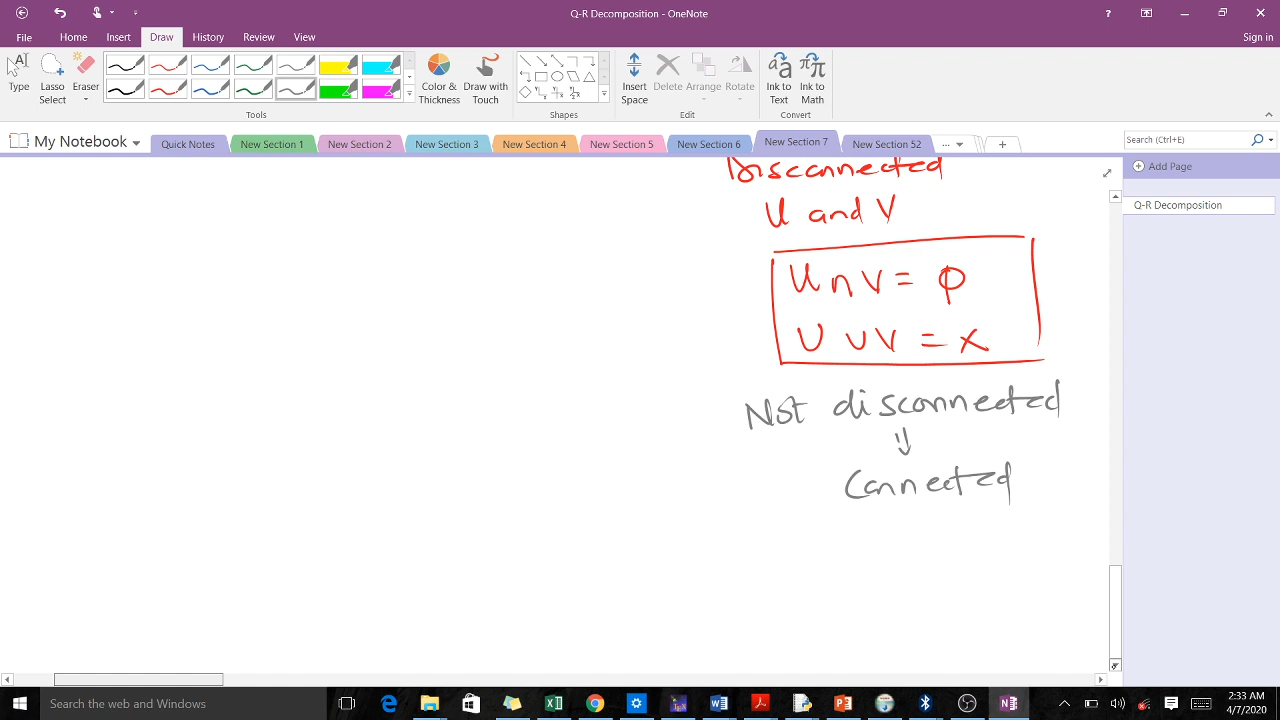 Q-R Decomposition - OneNote
File Home Insert Draw History Review View
Sign in
Type
Lasso Select
Eraser
Color & Thickness
Draw with Touch
Insert Space
Delete
Arrange
Rotate
Ink to Text
Ink to Math
Tools
Shapes
Edit
Convert
My Notebook
Quick Notes
New Section 1
New Section 2
New Section 3
New Section 4
New Section 5
New Section 6
New Section 7
New Section 52
...
Search (Ctrl+E)
Add Page
Q-R Decomposition
Disconnected
U and V
U ∩ V = φ
U ∪ V = X
Not disconnected
⇓
Connected
Search the web and Windows
2:33 AM
4/7/2020